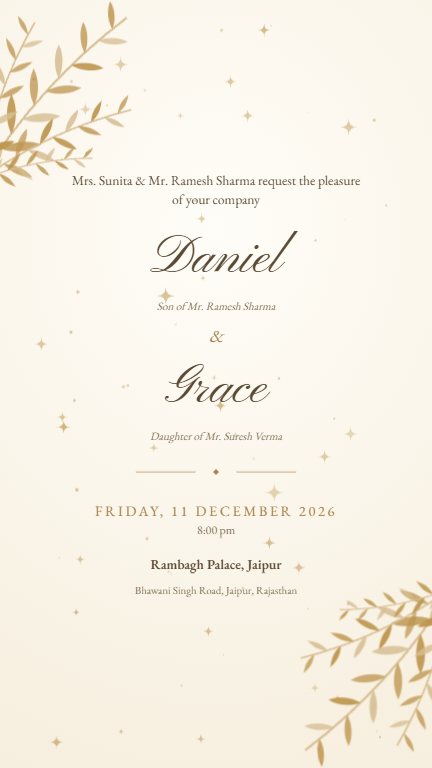 Mrs. Sunita & Mr. Ramesh Sharma request the pleasure
of your company
Daniel
Son of Mr. Ramesh Sharma
&
Grace
Daughter of Mr. Suresh Verma
FRIDAY, 11 DECEMBER 2026
8:00 pm
Rambagh Palace, Jaipur
Bhawani Singh Road, Jaipur, Rajasthan